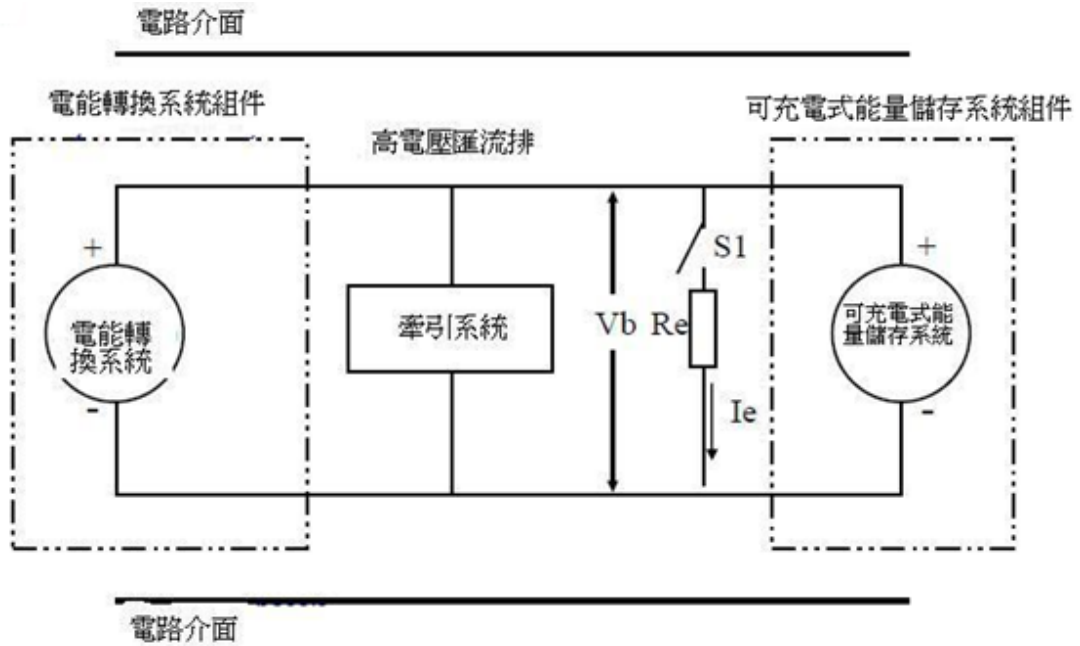 電路介面
電能轉換系統組件
可充電式能量儲存系統組件
高電壓匯流排
+
+
S1
電能轉
換系統
牽引系統
Vb
Re
可充電式能
量儲存系統
-
Ie
-
電路介面